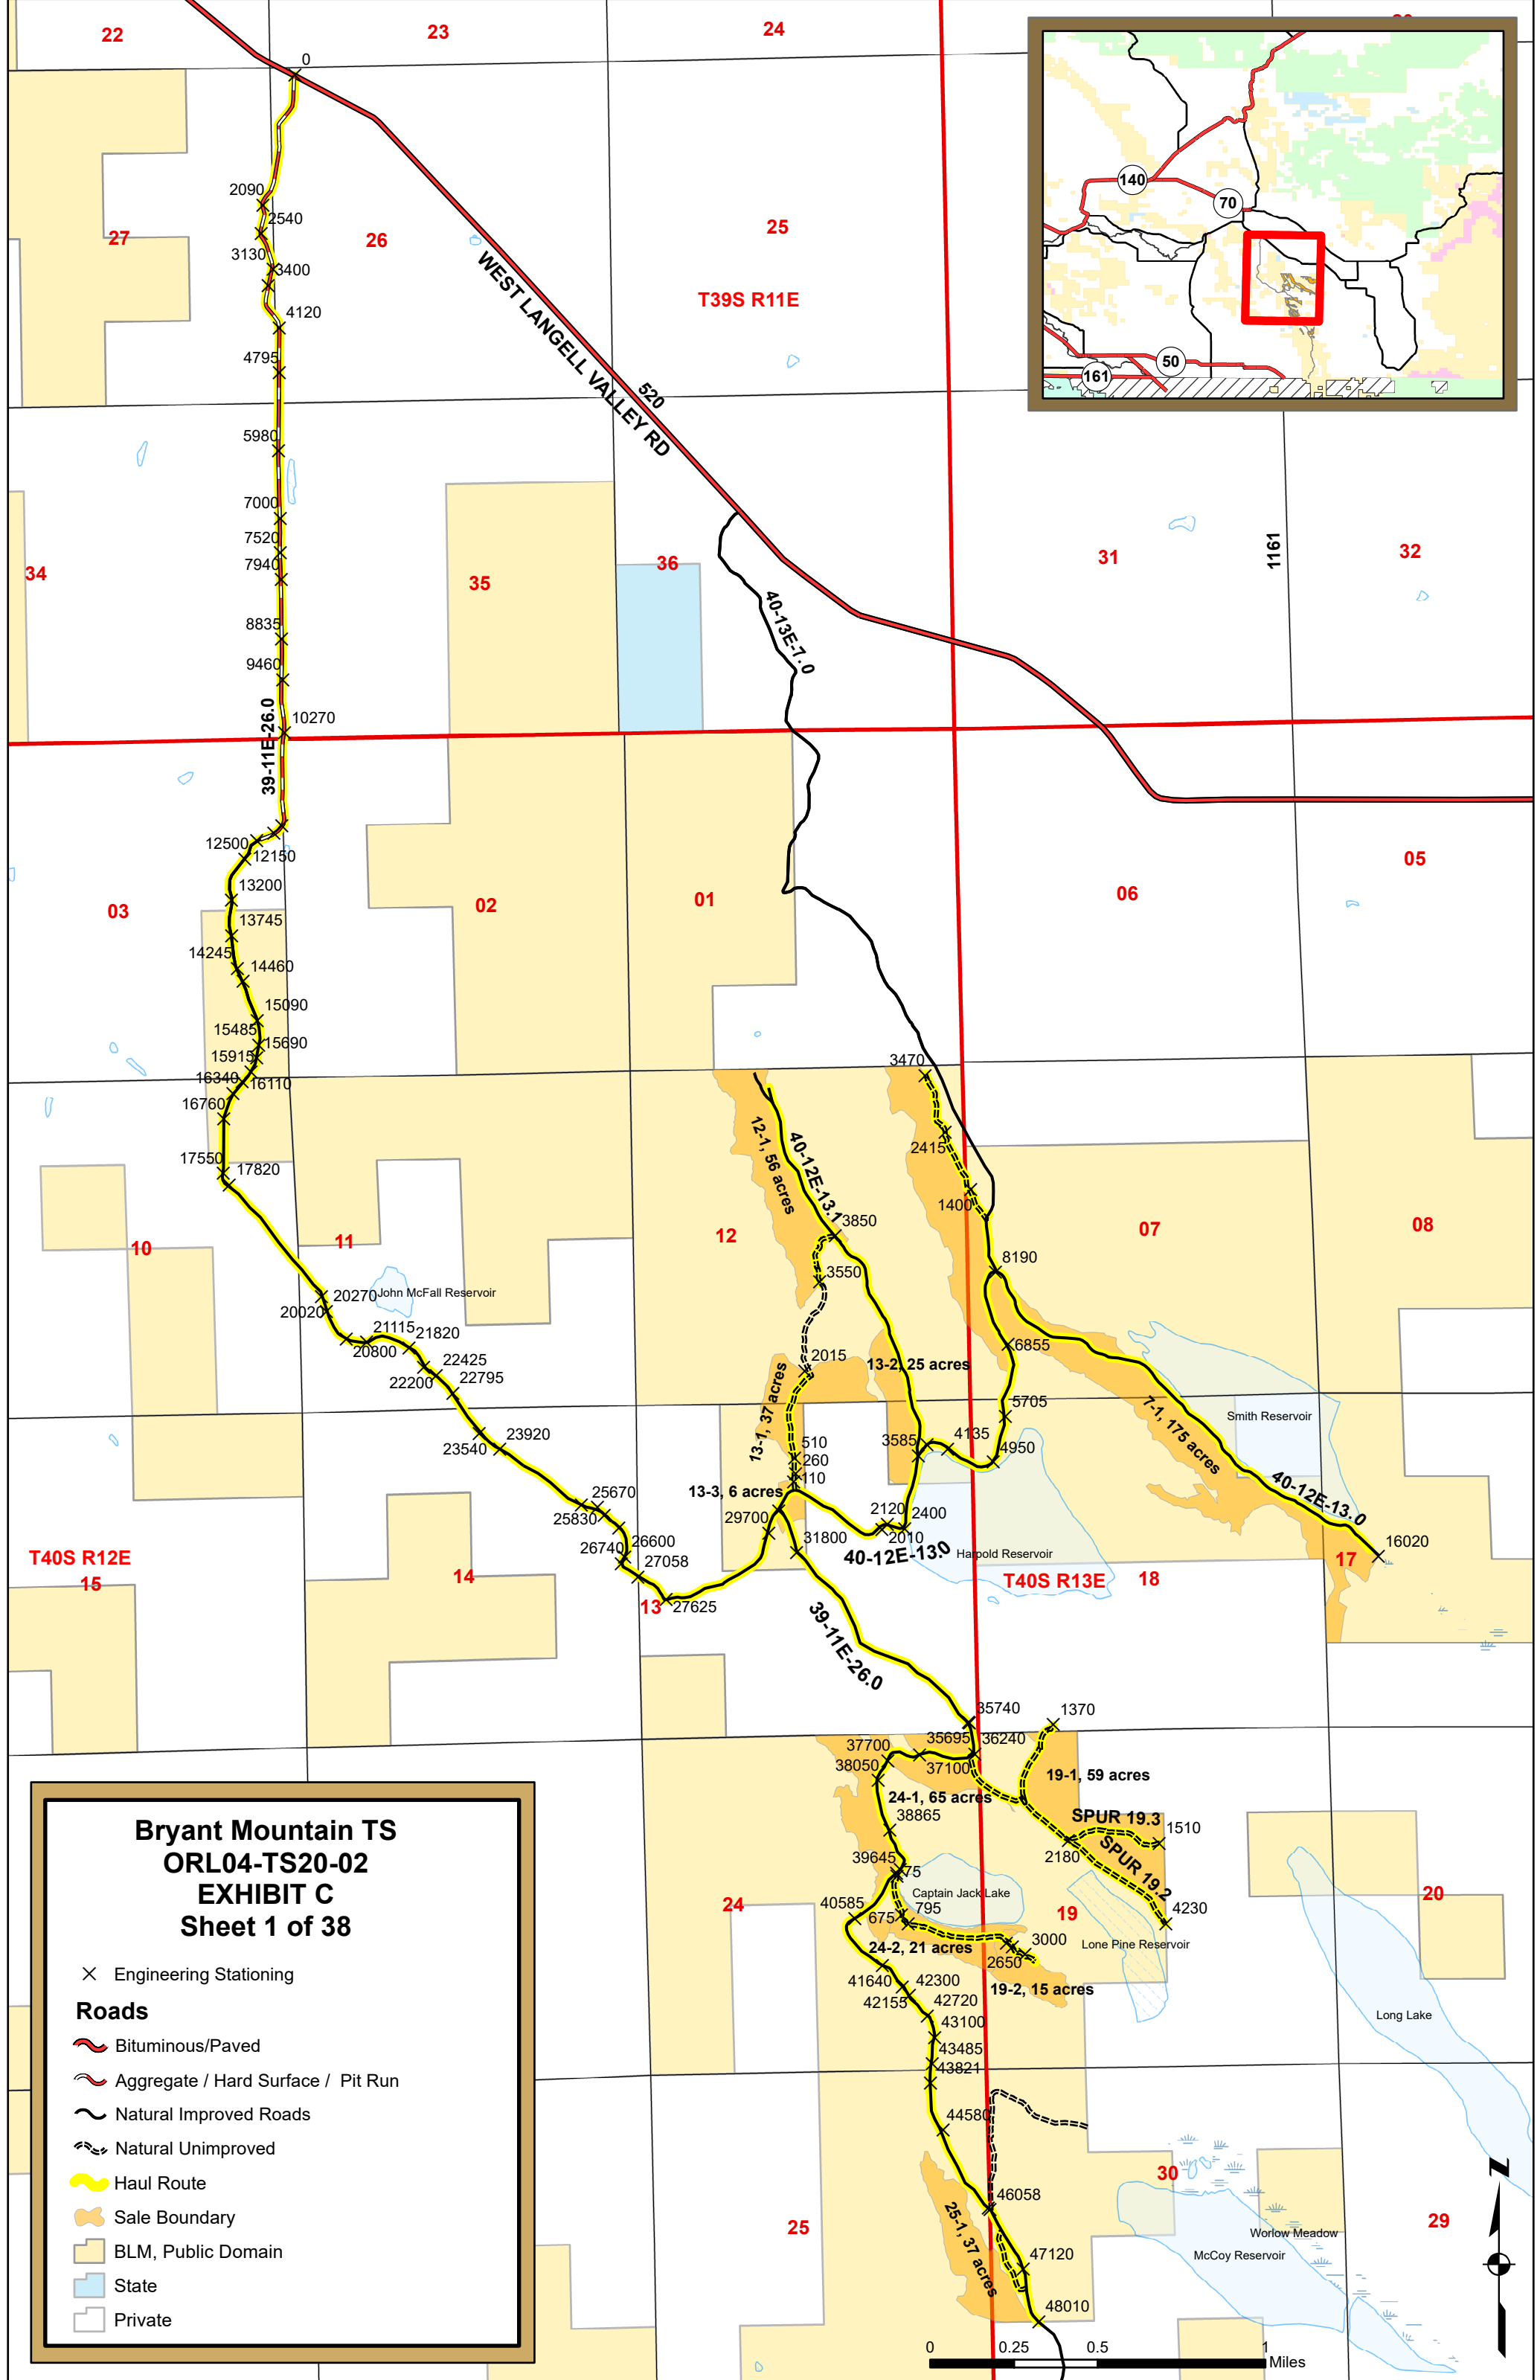 22
23
24
0
140
70
50
161
2090
2540
3130
3400
4120
4795
27
26
25
T39S R11E
WEST LANGELL VALLEY RD
520
5980
7000
7520
7940
8835
9460
10270
39-11E-26.0
34
35
36
31
1161
32
40-13E-7.0
12500
12150
13200
13745
14245
14460
15090
15485
15690
15915
16340
16110
16760
17550
17820
03
02
01
06
05
3470
2415
1400
12-1, 56 acres
40-12E-13.1
3850
3550
2015
8190
6855
5705
4950
4135
3585
10
11
12
07
08
John McFall Reservoir
20270
20020
21115
20800
21820
22425
22200
22795
23920
23540
25670
25830
26600
26740
27058
27625
13-2, 25 acres
13-1, 37 acres
510
260
110
13-3, 6 acres
29700
31800
2120
2010
2400
40-12E-13.0
Harpold Reservoir
Smith Reservoir
7-1, 175 acres
40-12E-13.0
16020
17
T40S R12E
15
14
13
T40S R13E
18
39-11E-26.0
35740
1370
35695
36240
37700
38050
37100
19-1, 59 acres
24-1, 65 acres
SPUR 19.3
1510
38865
2180
SPUR 19.2
39645
75
Captain Jack Lake
40585
675
795
4230
24
19
20
Lone Pine Reservoir
24-2, 21 acres
3000
2650
41640
42300
42155
19-2, 15 acres
42720
43100
43485
43821
Long Lake
44580
46058
30
25
29
25-1, 37 acres
47120
48010
Worlow Meadow
McCoy Reservoir
Bryant Mountain TS
ORL04-TS20-02
EXHIBIT C
Sheet 1 of 38
Engineering Stationing
Roads
Bituminous/Paved
Aggregate / Hard Surface / Pit Run
Natural Improved Roads
Natural Unimproved
Haul Route
Sale Boundary
BLM, Public Domain
State
Private
N
0 0.25 0.5 1
Miles